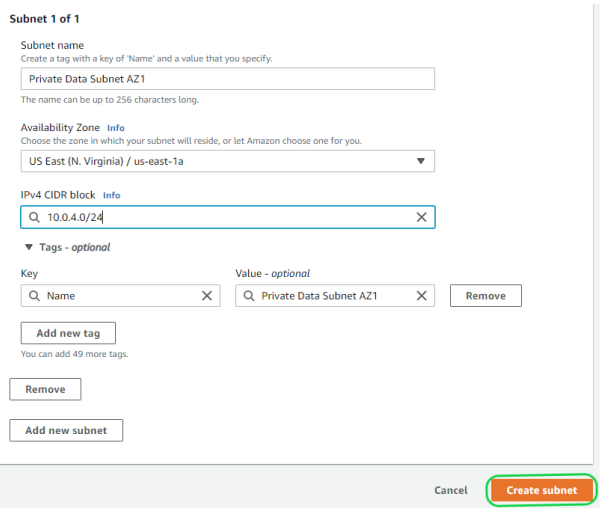 Subnet 1 of 1
Subnet name
Create a tag with a key of 'Name' and a value that you specify.
Private Data Subnet AZ1
The name can be up to 256 characters long.
Availability Zone Info
Choose the zone in which your subnet will reside, or let Amazon choose one for you.
US East (N. Virginia) / us-east-1a
IPv4 CIDR block Info
10.0.4.0/24
Tags - optional
Key Value - optional
Name Private Data Subnet AZ1 Remove
Add new tag
You can add 49 more tags.
Remove
Add new subnet
Cancel Create subnet